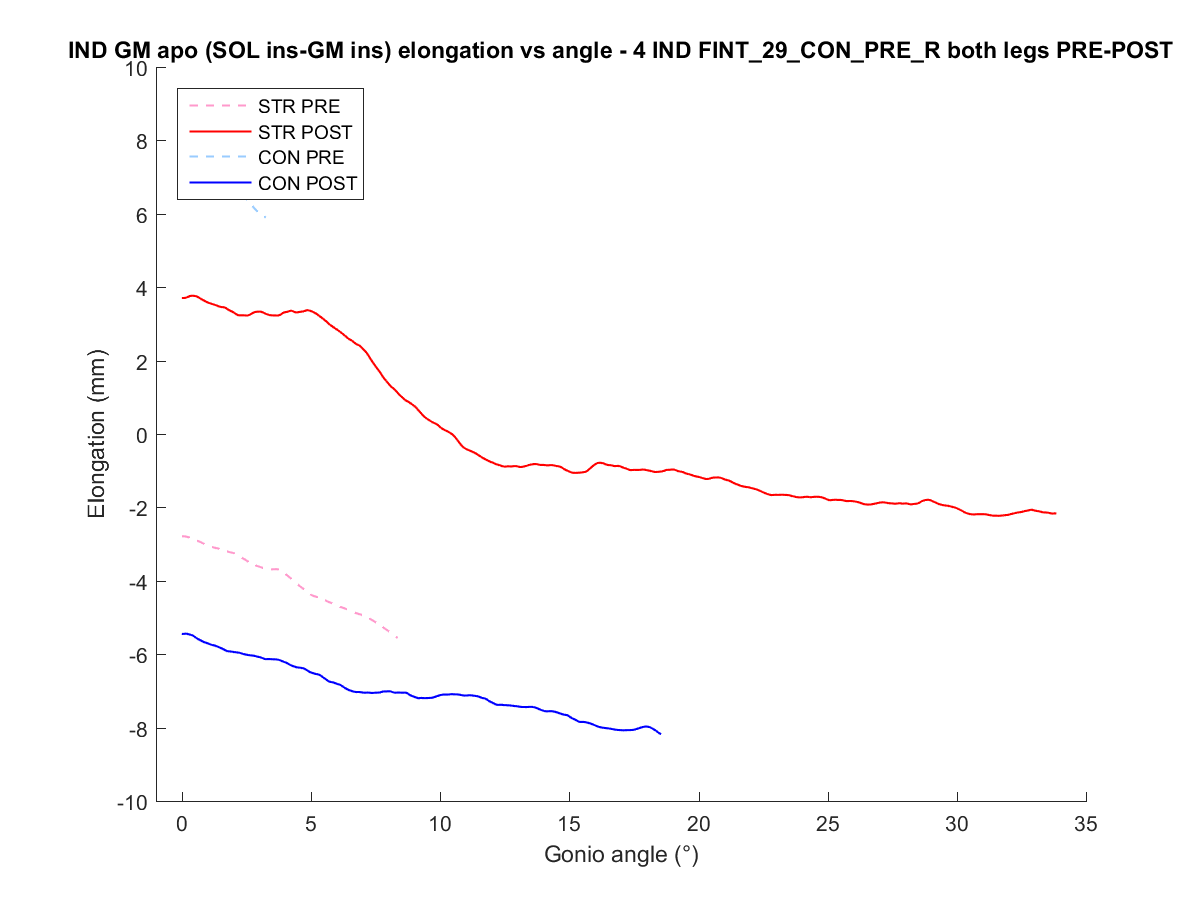 IND GM apo (SOL ins-GM ins) elongation vs angle - 4 IND FINT_29_CON_PRE_R both legs PRE-POST
10
8
6
4
2
0
-2
-4
-6
-8
-10
Elongation (mm)
STR PRE
STR POST
CON PRE
CON POST
0 5 10 15 20 25 30 35
Gonio angle (°)